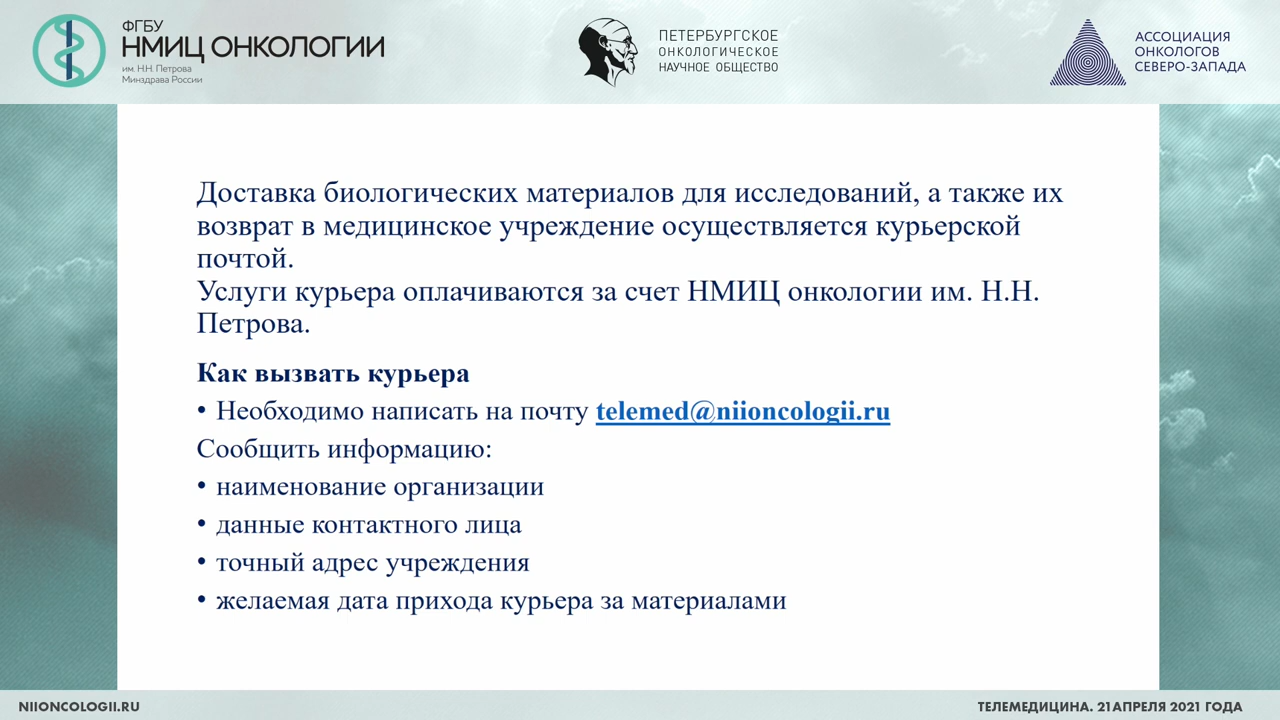 ФГБУ
НМИЦ ОНКОЛОГИИ
им. Н.Н. Петрова
Минздрава России
ПЕТЕРБУРГСКОЕ
ОНКОЛОГИЧЕСКОЕ
НАУЧНОЕ ОБЩЕСТВО
АССОЦИАЦИЯ
ОНКОЛОГОВ
СЕВЕРО-ЗАПАДА
Доставка биологических материалов для исследований, а также их
возврат в медицинское учреждение осуществляется курьерской
почтой.
Услуги курьера оплачиваются за счет НМИЦ онкологии им. Н.Н.
Петрова.
Как вызвать курьера
• Необходимо написать на почту telemed@niioncologii.ru
Сообщить информацию:
• наименование организации
• данные контактного лица
• точный адрес учреждения
• желаемая дата прихода курьера за материалами
NIIONCOLOGII.RU
ТЕЛЕМЕДИЦИНА. 21АПРЕЛЯ 2021 ГОДА